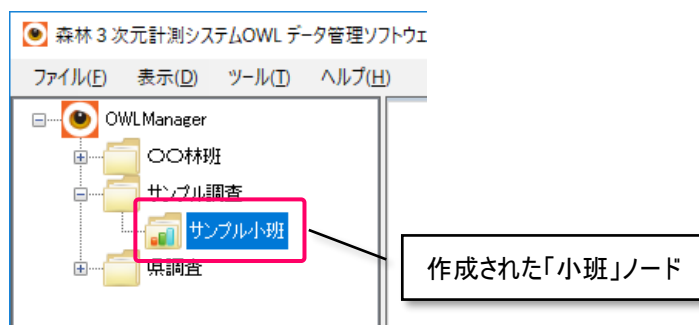 森林３次元計測システムOWL データ管理ソフトウェ
ファイル(F) 表示(D) ツール(T) ヘルプ(H)
OWLManager
〇〇林班
サンプル調査
サンプル小班
作成された「小班」ノード
県調査